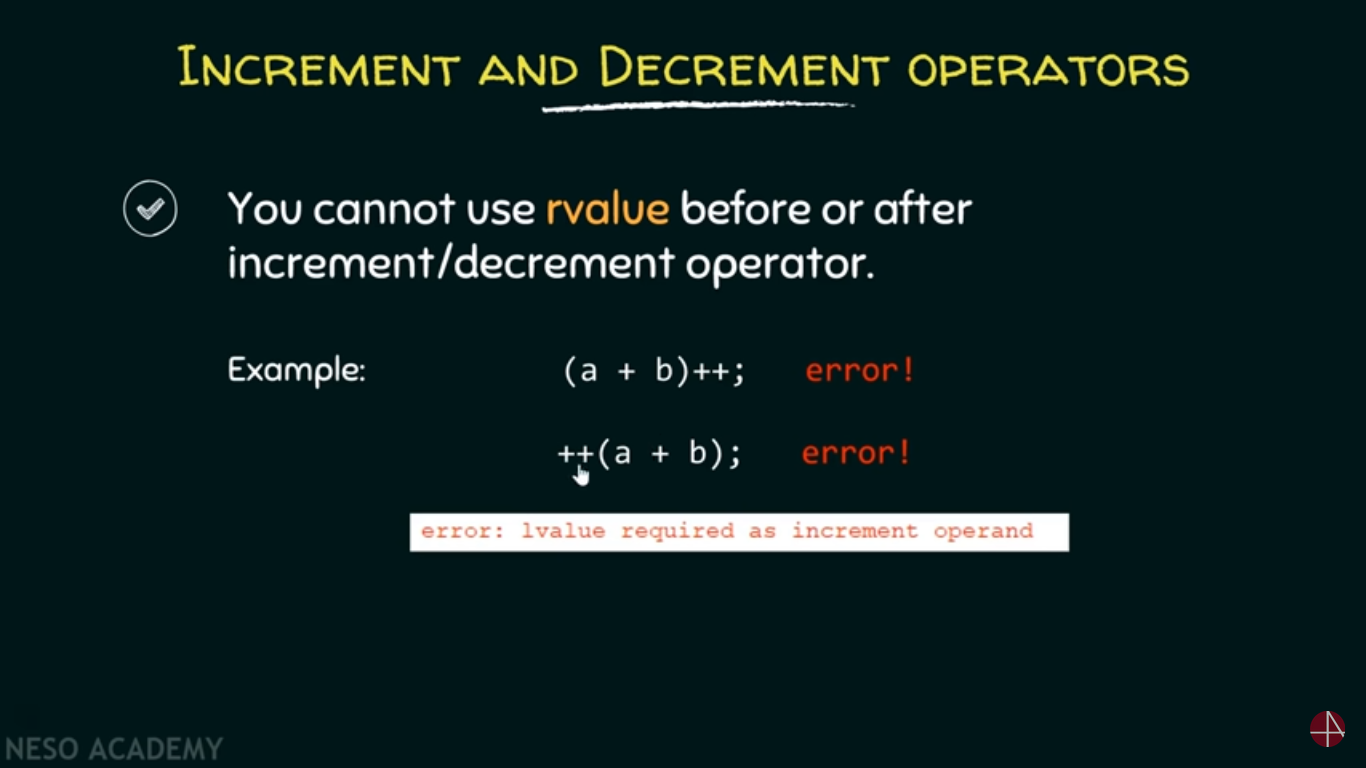 INCREMENT AND DECREMENT OPERATORS
You cannot use rvalue before or after
increment/decrement operator.
Example: (a + b)++; error!
++(a + b); error!
error: lvalue required as increment operand
NESO ACADEMY